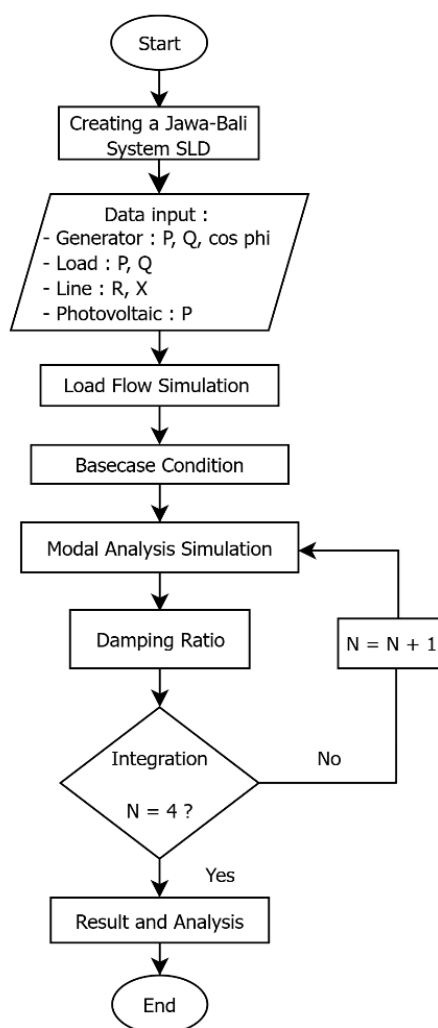 Start
Creating a Jawa-Bali
System SLD
Data input :
- Generator : P, Q, cos phi
- Load : P, Q
- Line : R, X
- Photovoltaic : P
Load Flow Simulation
Basecase Condition
Modal Analysis Simulation
Damping Ratio
N = N + 1
Integration
N = 4 ?
No
Yes
Result and Analysis
End